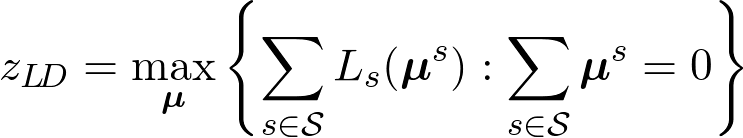 $z_{LD} = \max_{\boldsymbol{\mu}} \left\{ \sum_{s \in \mathcal{S}} L_s(\boldsymbol{\mu}^s) : \sum_{s \in \mathcal{S}} \boldsymbol{\mu}^s = 0 \right\}$